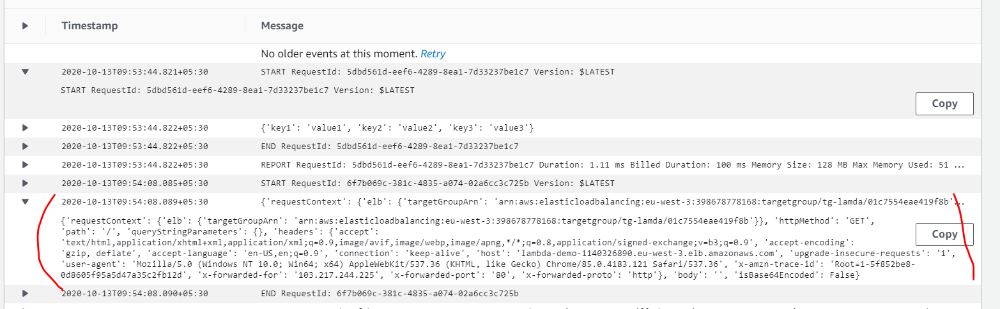 Timestamp Message
No older events at this moment. Retry
2020-10-13T09:53:44.821+05:30 START RequestId: 5dbd561d-eef6-4289-8ea1-7d33237be1c7 Version: $LATEST
START RequestId: 5dbd561d-eef6-4289-8ea1-7d33237be1c7 Version: $LATEST
Copy
2020-10-13T09:53:44.822+05:30 {'key1': 'value1', 'key2': 'value2', 'key3': 'value3'}
2020-10-13T09:53:44.822+05:30 END RequestId: 5dbd561d-eef6-4289-8ea1-7d33237be1c7
2020-10-13T09:53:44.822+05:30 REPORT RequestId: 5dbd561d-eef6-4289-8ea1-7d33237be1c7 Duration: 1.11 ms Billed Duration: 100 ms Memory Size: 128 MB Max Memory Used: 51 ...
2020-10-13T09:54:08.085+05:30 START RequestId: 6f7b069c-381c-4835-a074-02a6cc3c725b Version: $LATEST
2020-10-13T09:54:08.089+05:30 {'requestContext': {'elb': {'targetGroupArn': 'arn:aws:elasticloadbalancing:eu-west-3:398678778168:targetgroup/tg-lamda/01c7554eae419f8b'...
{'requestContext': {'elb': {'targetGroupArn': 'arn:aws:elasticloadbalancing:eu-west-3:398678778168:targetgroup/tg-lamda/01c7554eae419f8b'}}, 'httpMethod': 'GET',
'path': '/', 'queryStringParameters': {}, 'headers': {'accept':
Copy
'text/html,application/xhtml+xml,application/xml;q=0.9,image/avif,image/webp,image/apng,*/*;q=0.8,application/signed-exchange;v=b3;q=0.9', 'accept-encoding':
'gzip, deflate', 'accept-language': 'en-US,en;q=0.9', 'connection': 'keep-alive', 'host': 'lambda-demo-1140326890.eu-west-3.elb.amazonaws.com', 'upgrade-insecure-requests': '1',
'user-agent': 'Mozilla/5.0 (Windows NT 10.0; Win64; x64) AppleWebKit/537.36 (KHTML, like Gecko) Chrome/85.0.4183.121 Safari/537.36', 'x-amzn-trace-id': 'Root=1-5f852be8-
0d8605f95a5d47a35c2fb12d', 'x-forwarded-for': '103.217.244.225', 'x-forwarded-port': '80', 'x-forwarded-proto': 'http'}, 'body': '', 'isBase64Encoded': False}
2020-10-13T09:54:08.090+05:30 END RequestId: 6f7b069c-381c-4835-a074-02a6cc3c725b